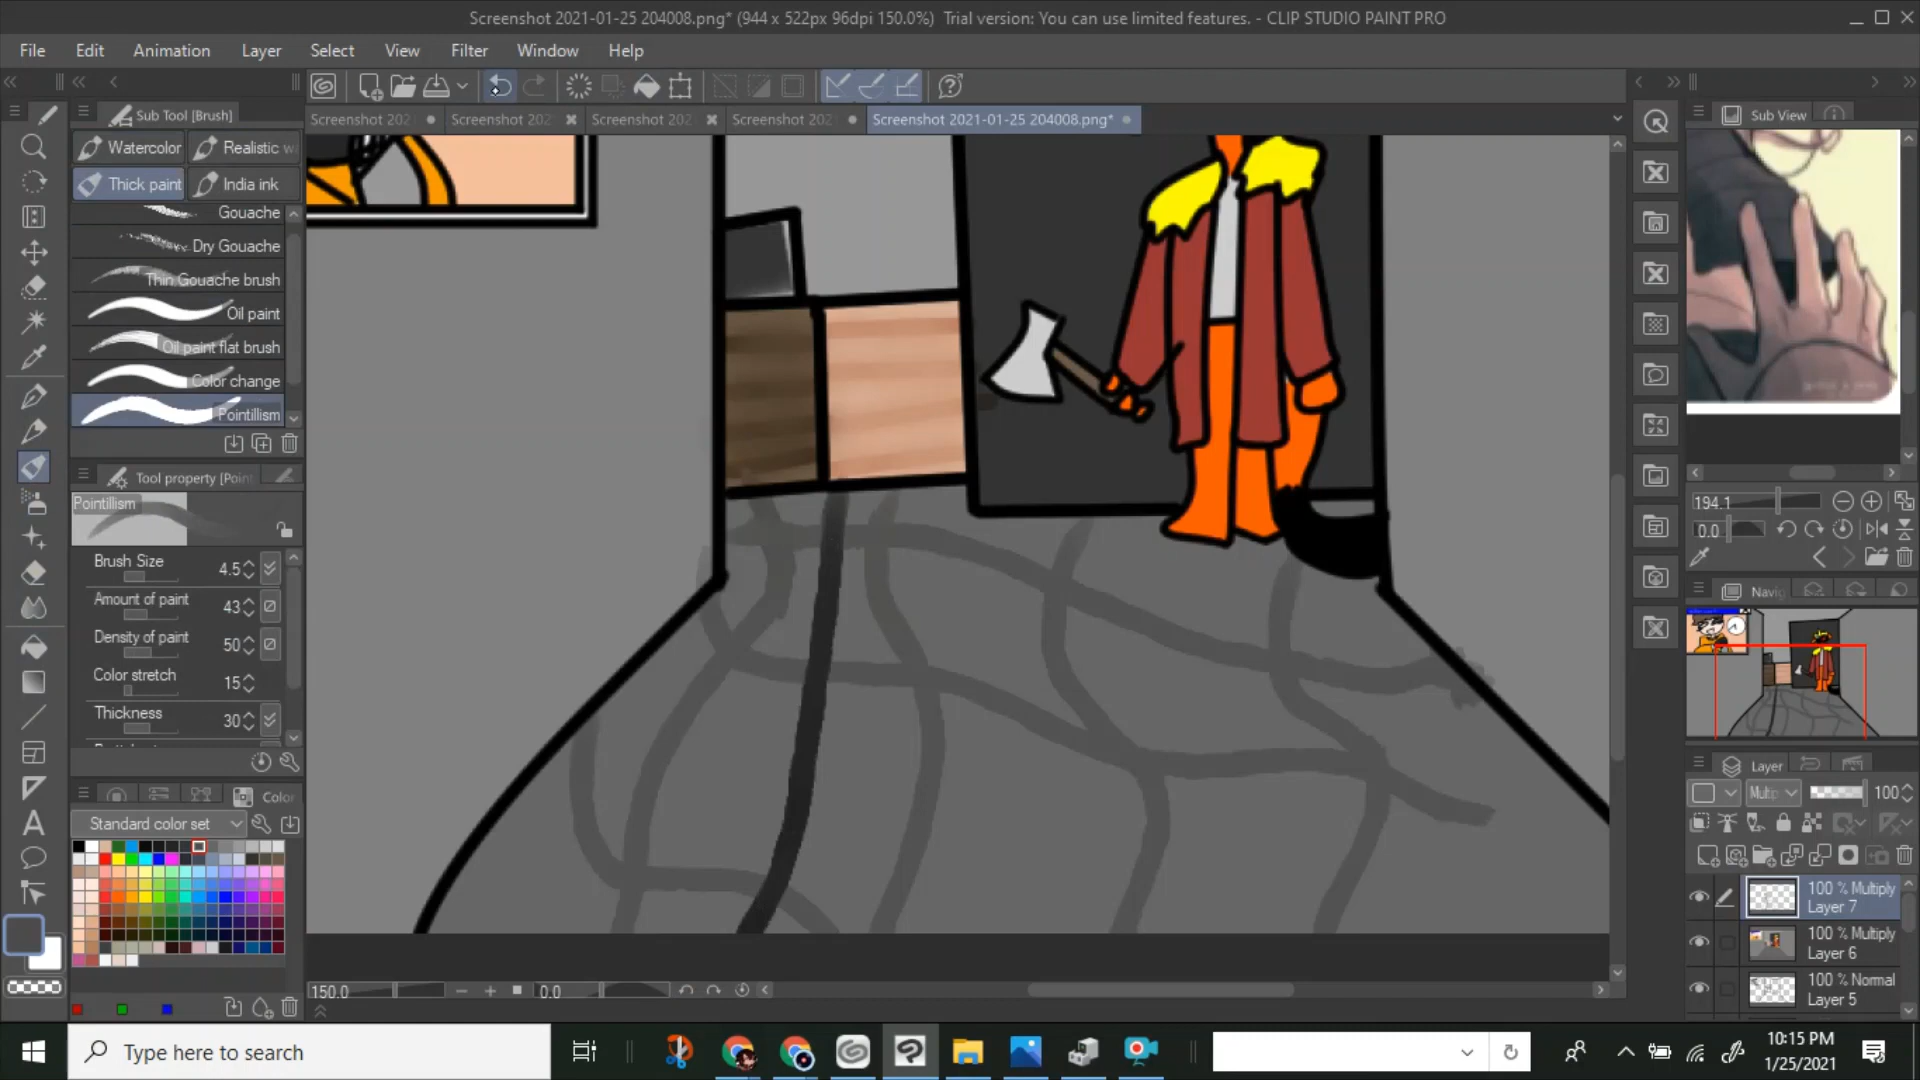 Screenshot 2021-01-25 204008.png* (944 x 522px 96dpi 150.0%) Trial version: You can use limited features. - CLIP STUDIO PAINT PRO
File Edit Animation Layer Select View Filter Window Help
Sub Tool [Brush]
Screenshot 202 Screenshot 202 Screenshot 202 Screenshot 202 Screenshot 2021-01-25 204008.png*
Sub View
Watercolor Realistic w
Thick paint India ink
Gouache
Dry Gouache
Thin Gouache brush
Oil paint
Oil paint flat brush
Color change
Pointillism
Tool property [Point
Pointillism
Brush Size 4.5
Amount of paint 43
Density of paint 50
Color stretch 15
Thickness 30
194.1
0.0
Navig
Layer
Multip 100
Color
Standard color set
100 % Multiply
Layer 7
100 % Multiply
Layer 6
100 % Normal
Layer 5
150.0 0.0
Type here to search
10:15 PM
1/25/2021